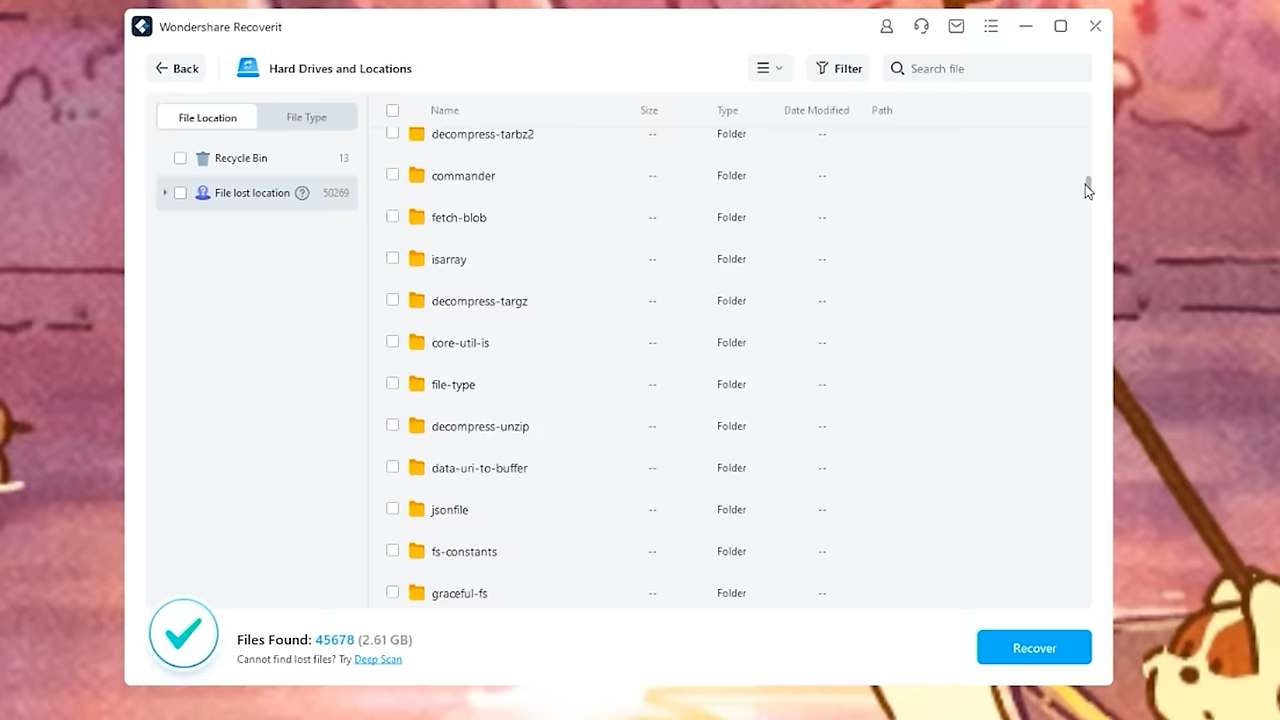 Wondershare Recoverit
Back
Hard Drives and Locations
Filter
Search file
File Location
File Type
Recycle Bin 13
File lost location ? 50269
Name Size Type Date Modified Path
decompress-tarbz2 -- Folder --
commander -- Folder --
fetch-blob -- Folder --
isarray -- Folder --
decompress-targz -- Folder --
core-util-is -- Folder --
file-type -- Folder --
decompress-unzip -- Folder --
data-uri-to-buffer -- Folder --
jsonfile -- Folder --
fs-constants -- Folder --
graceful-fs -- Folder --
Files Found: 45678 (2.61 GB)
Cannot find lost files? Try Deep Scan
Recover